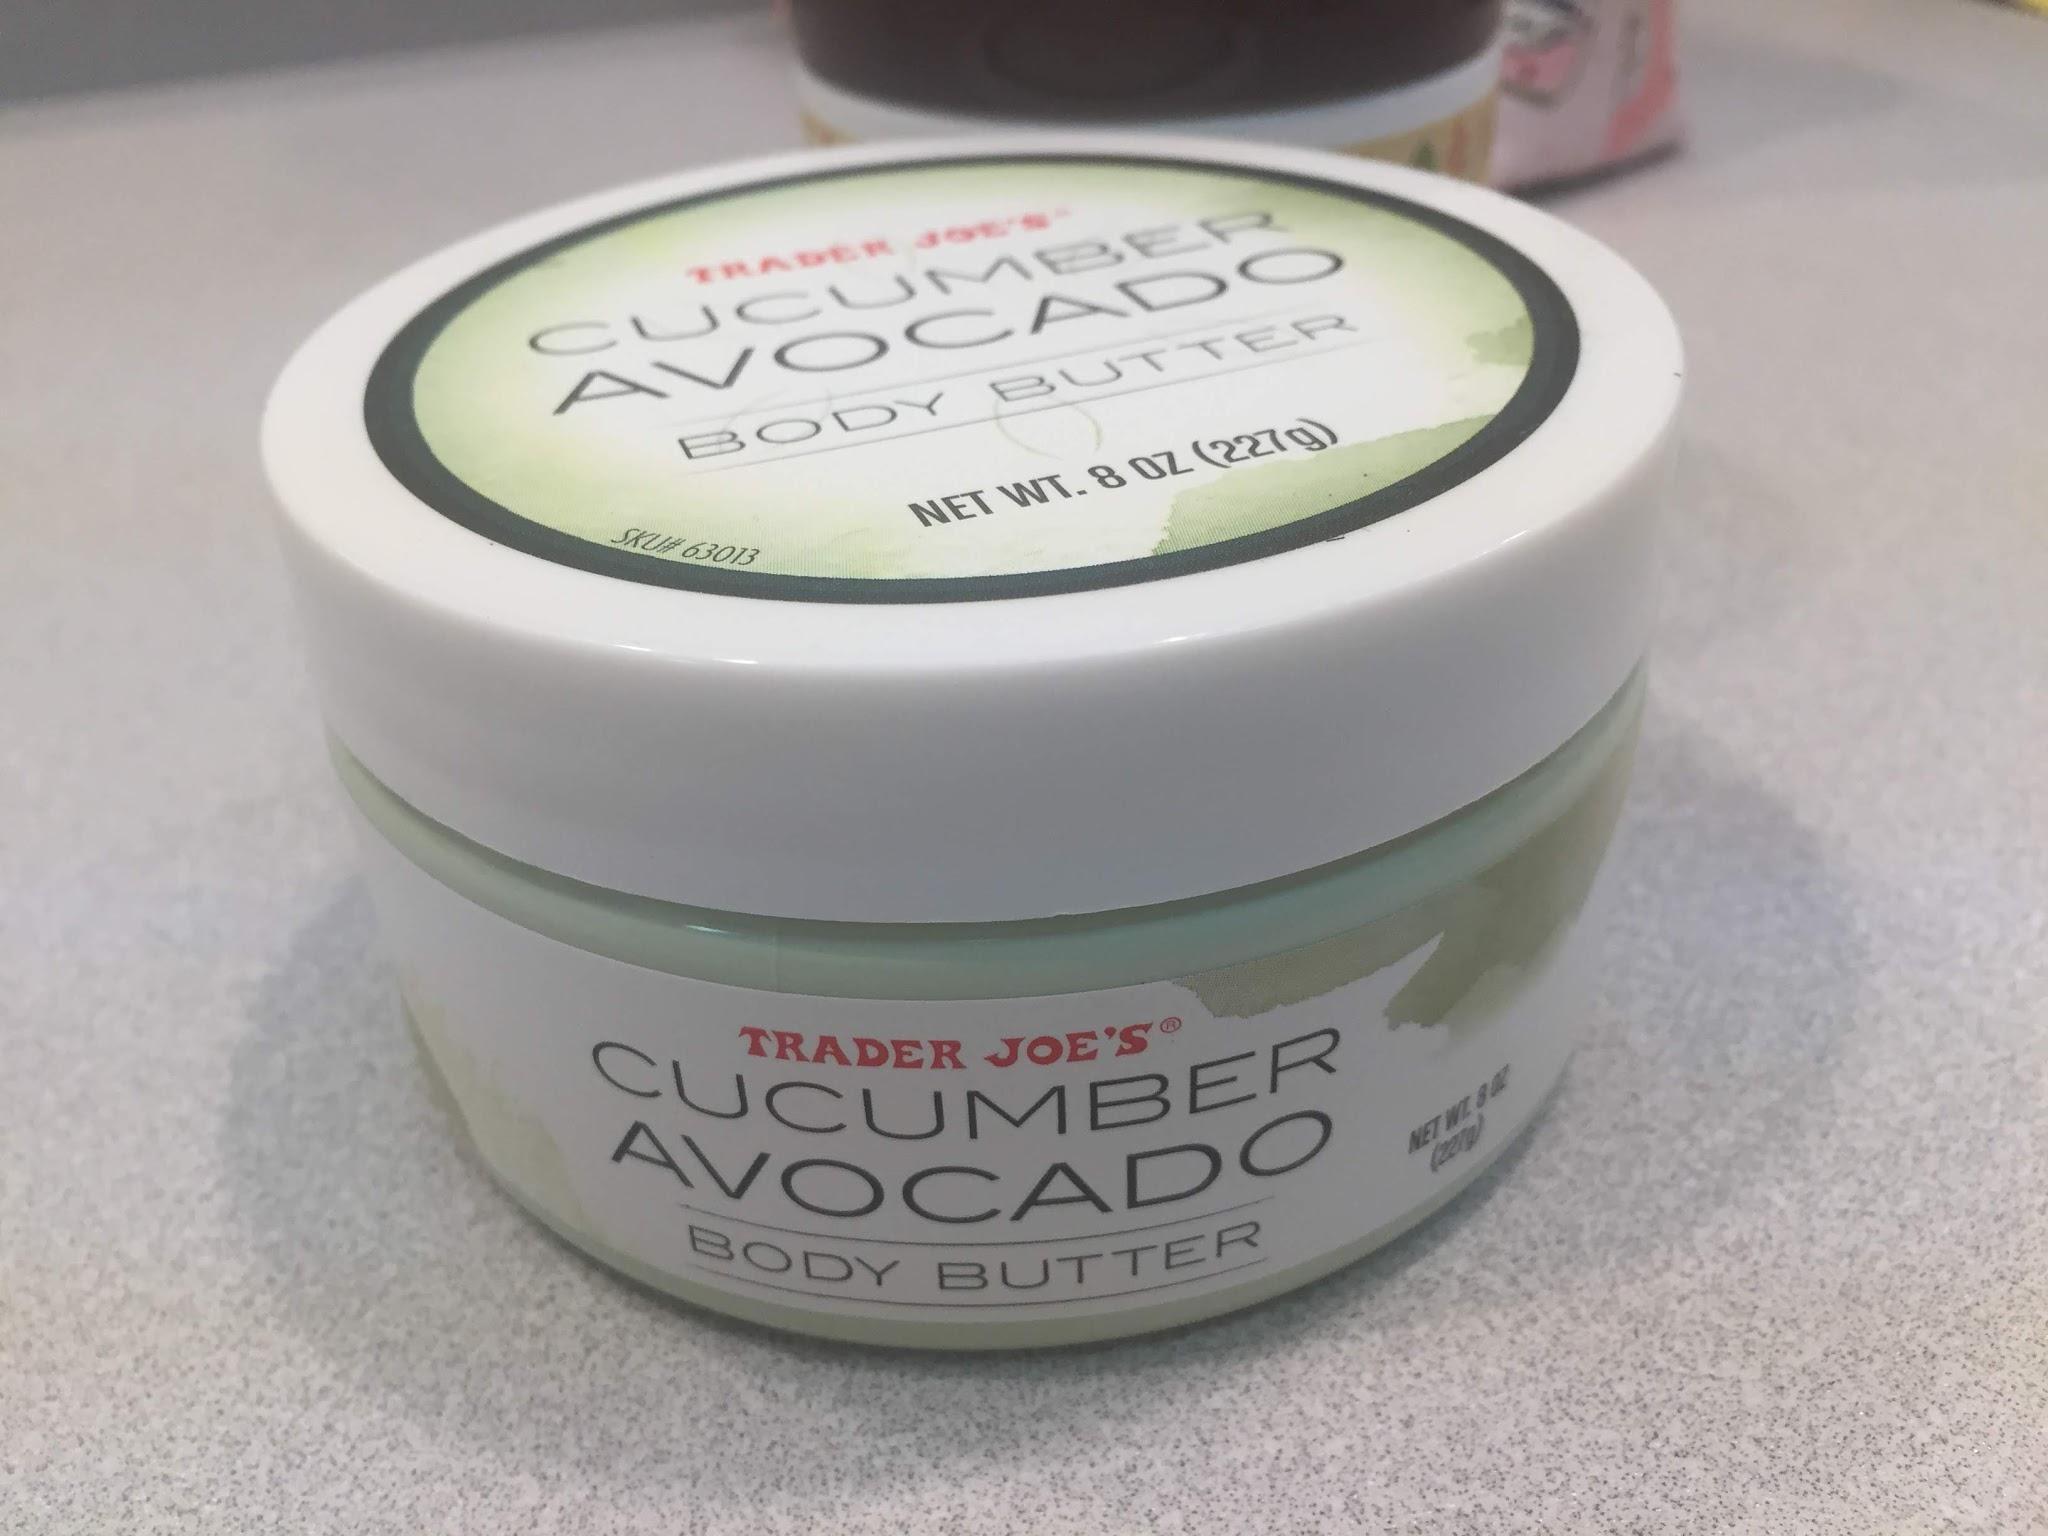 TRADER JOE'S
CUCUMBER
AVOCADO
BODY BUTTER
NET WT. 8 OZ (227g)
SKU# 63013
TRADER JOE'S®
CUCUMBER
AVOCADO
BODY BUTTER
NET WT. 8 OZ
(227g)